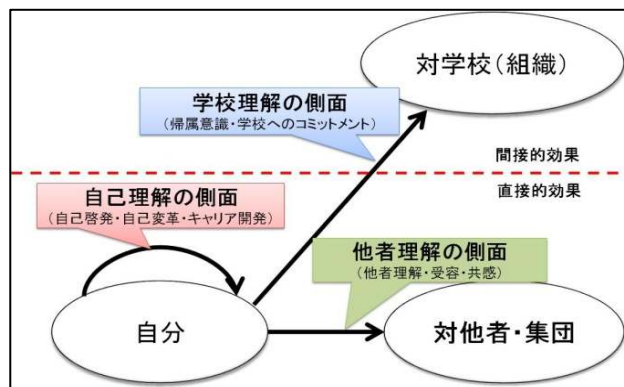 対学校（組織）
学校理解の側面
（帰属意識・学校へのコミットメント）
間接的効果
直接的効果
自己理解の側面
（自己啓発・自己変革・キャリア開発）
他者理解の側面
（他者理解・受容・共感）
自分
対他者・集団